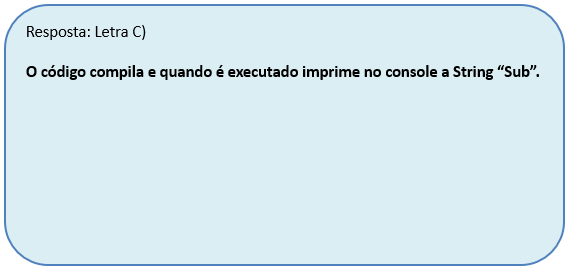 Resposta: Letra C)
O código compila e quando é executado imprime no console a String “Sub”.